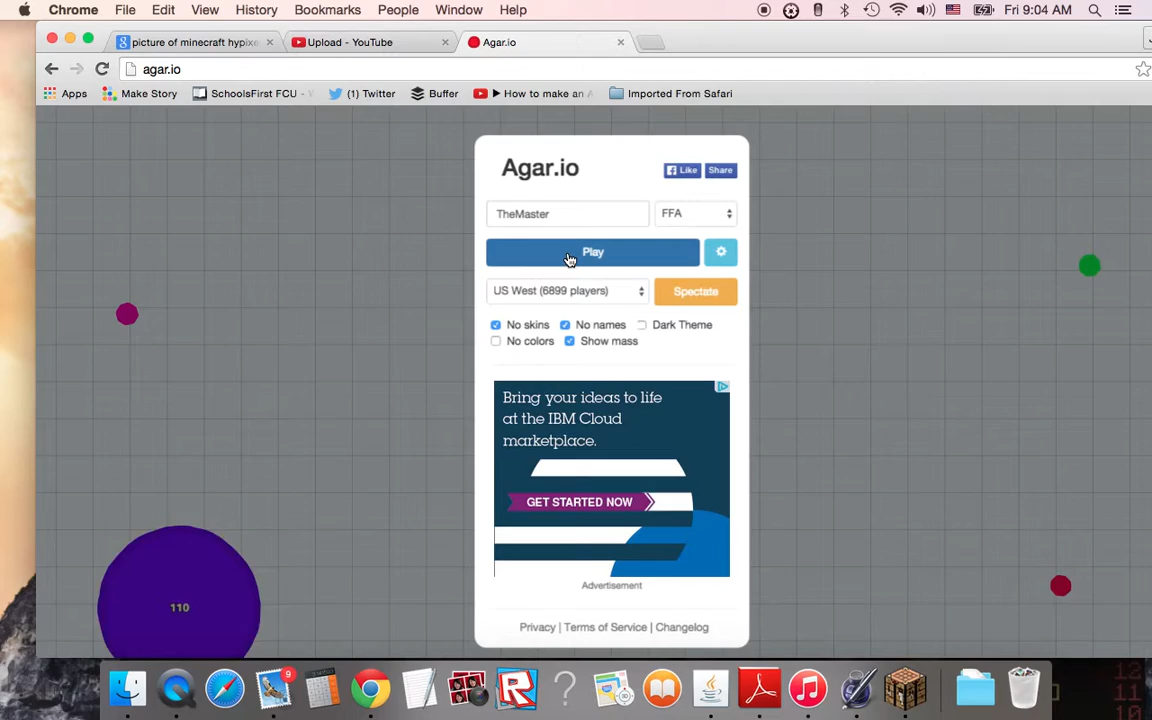 Chrome File Edit View History Bookmarks People Window Help Fri 9:04 AM
picture of minecraft hypixe Upload - YouTube Agar.io
agar.io
Apps Make Story SchoolsFirst FCU - (1) Twitter Buffer ▶ How to make an Imported From Safari
Agar.io Like Share
TheMaster FFA
Play
US West (6899 players) Spectate
No skins No names Dark Theme
No colors Show mass
Bring your ideas to life
at the IBM Cloud
marketplace.
GET STARTED NOW
Advertisement
110
Privacy | Terms of Service | Changelog
9
12
11
10